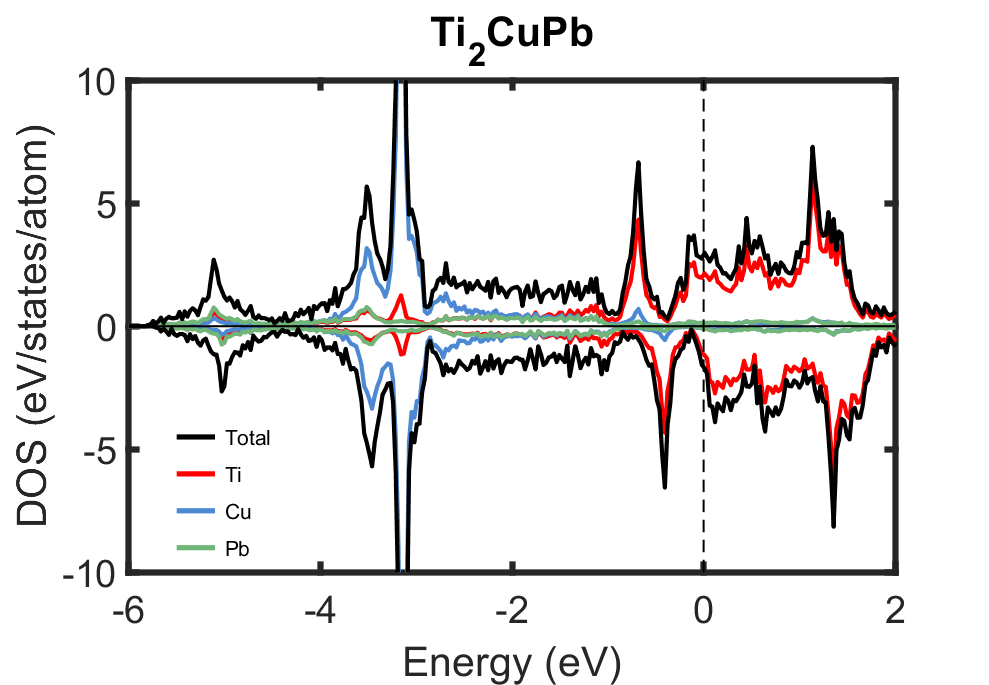 Ti2CuPb
10
5
0
-5
-10
DOS (eV/states/atom)
Total
Ti
Cu
Pb
-6 -4 -2 0 2
Energy (eV)